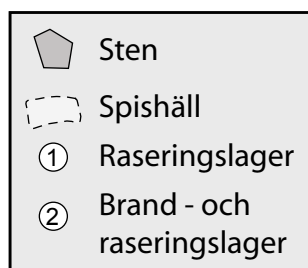 Sten
Spishäll
1 Raseringslager
2 Brand - och
raseringslager